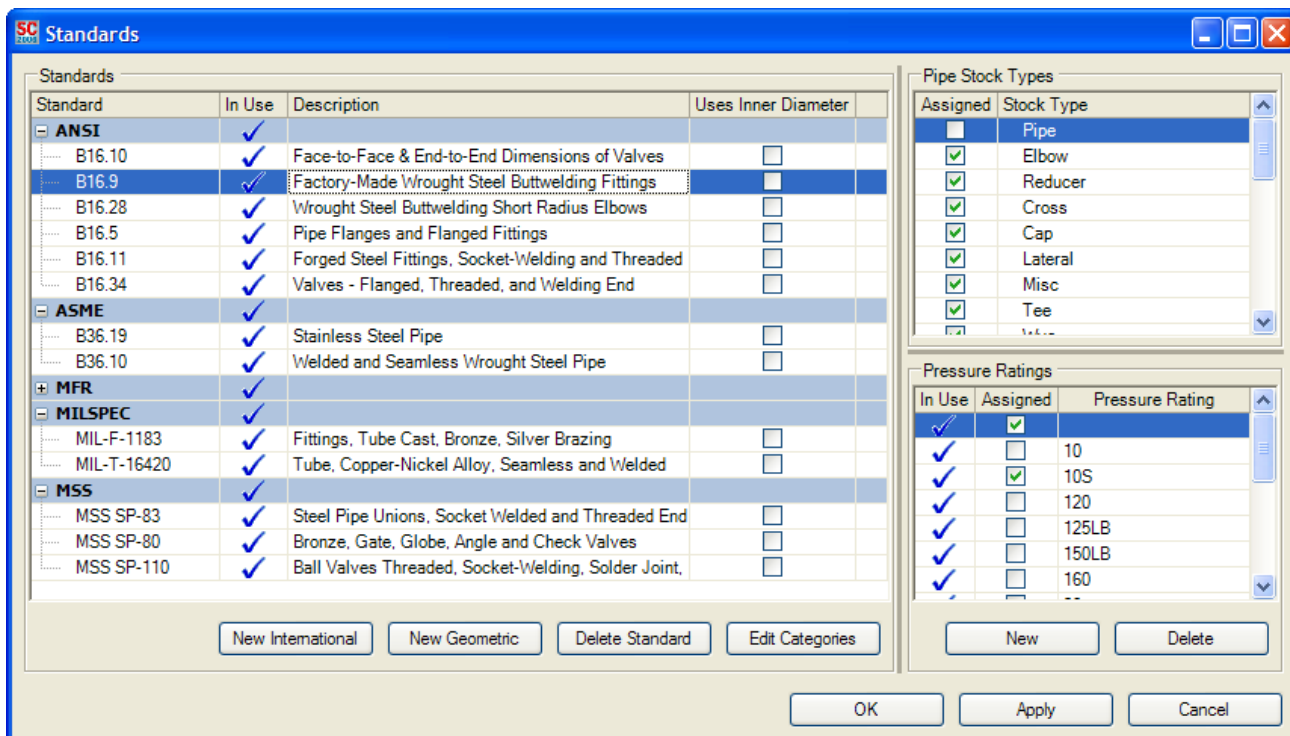 SC 2008 Standards
Standards
Standard In Use Description Uses Inner Diameter
ANSI
B16.10 Face-to-Face & End-to-End Dimensions of Valves
B16.9 Factory-Made Wrought Steel Buttwelding Fittings
B16.28 Wrought Steel Buttwelding Short Radius Elbows
B16.5 Pipe Flanges and Flanged Fittings
B16.11 Forged Steel Fittings, Socket-Welding and Threaded
B16.34 Valves - Flanged, Threaded, and Welding End
ASME
B36.19 Stainless Steel Pipe
B36.10 Welded and Seamless Wrought Steel Pipe
MFR
MILSPEC
MIL-F-1183 Fittings, Tube Cast, Bronze, Silver Brazing
MIL-T-16420 Tube, Copper-Nickel Alloy, Seamless and Welded
MSS
MSS SP-83 Steel Pipe Unions, Socket Welded and Threaded End
MSS SP-80 Bronze, Gate, Globe, Angle and Check Valves
MSS SP-110 Ball Valves Threaded, Socket-Welding, Solder Joint,
New International New Geometric Delete Standard Edit Categories
Pipe Stock Types
Assigned Stock Type
Pipe
Elbow
Reducer
Cross
Cap
Lateral
Misc
Tee
Pressure Ratings
In Use Assigned Pressure Rating
10
10S
120
125LB
150LB
160
New Delete
OK Apply Cancel